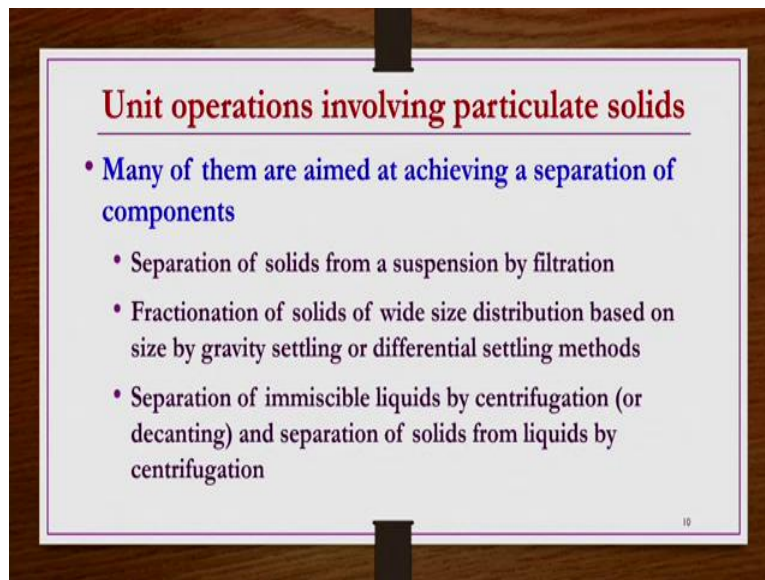 Unit operations involving particulate solids
• Many of them are aimed at achieving a separation of
components
• Separation of solids from a suspension by filtration
• Fractionation of solids of wide size distribution based on
size by gravity settling or differential settling methods
• Separation of immiscible liquids by centrifugation (or
decanting) and separation of solids from liquids by
centrifugation
10